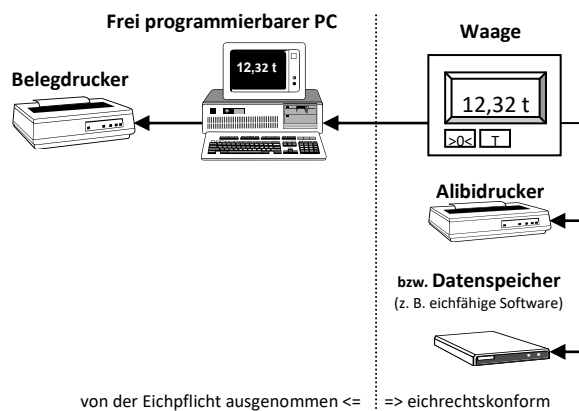 Frei programmierbarer PC
Waage
Belegdrucker
12,32 t
12,32 t
>0<
T
Alibidrucker
bzw. Datenspeicher
(z. B. eichfähige Software)
von der Eichpflicht ausgenommen <=
=> eichrechtskonform